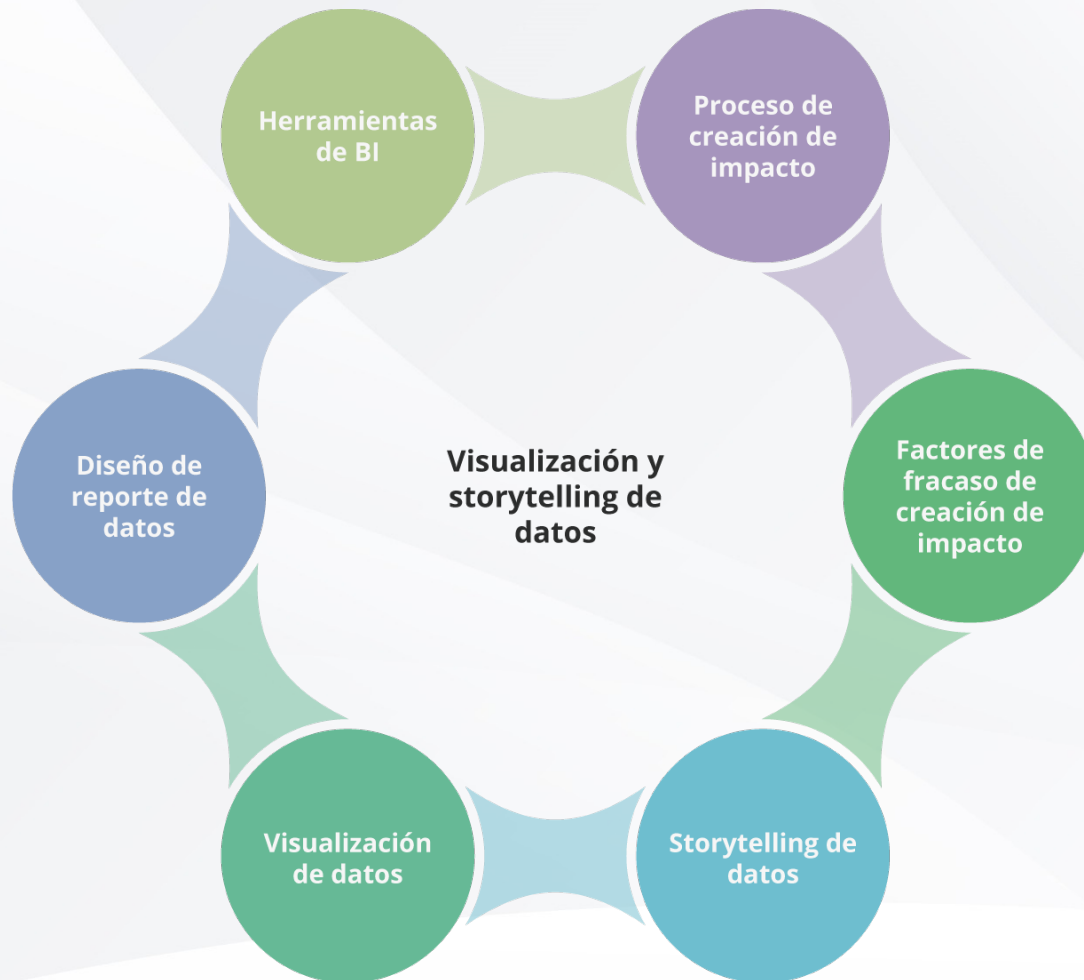 Herramientas
de BI
Proceso de
creación de
impacto
Diseño de
reporte de
datos
Visualización y
storytelling de
datos
Factores de
fracaso de
creación de
impacto
Visualización
de datos
Storytelling de
datos